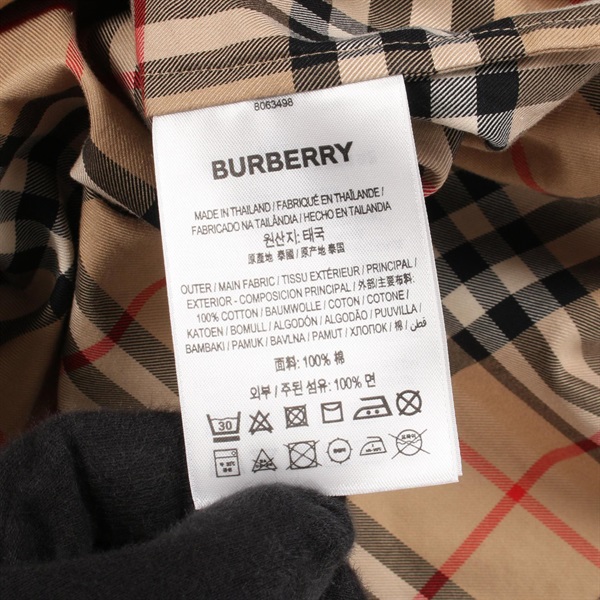 8063498
BURBERRY
MADE IN THAILAND / FABRIQUÉ EN THAÏLANDE /
FABRICADO NA TAILÂNDIA / HECHO EN TAILANDIA
원산지: 태국
原產地 泰國 / 原产地 泰国
OUTER / MAIN FABRIC / TISSU EXTÉRIEUR / PRINCIPAL /
EXTERIOR - COMPOSICIÓN PRINCIPAL / 外部/主要布料:
100% COTTON / BAUMWOLLE / COTON / COTONE /
KATOEN / BOMULL / ALGODÓN / ALGODÃO / PUUVILLA /
BAMBAKI / PAMUK / BAVLNA / PAMUT / ХЛОПОК / 棉 / قطن
面料: 100% 棉
외부 / 주된 섬유: 100% 면
30